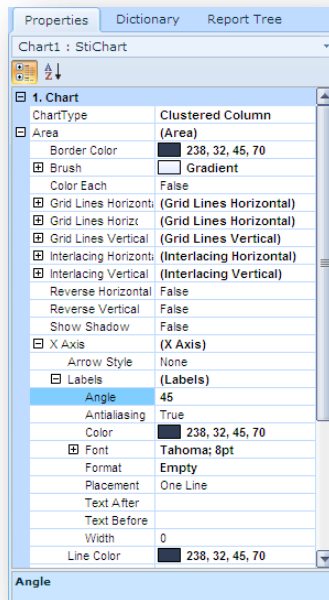 Properties Dictionary Report Tree
Chart1 : StiChart
1. Chart
ChartType Clustered Column
Area (Area)
Border Color 238, 32, 45, 70
Brush Gradient
Color Each False
Grid Lines Horizont (Grid Lines Horizontal)
Grid Lines Horizc (Grid Lines Horizontal)
Grid Lines Vertical (Grid Lines Vertical)
Interlacing Horizont (Interlacing Horizontal)
Interlacing Vertical (Interlacing Vertical)
Reverse Horizontal False
Reverse Vertical False
Show Shadow False
X Axis (X Axis)
Arrow Style None
Labels (Labels)
Angle 45
Antialiasing True
Color 238, 32, 45, 70
Font Tahoma; 8pt
Format Empty
Placement One Line
Text After
Text Before
Width 0
Line Color 238, 32, 45, 70
Angle